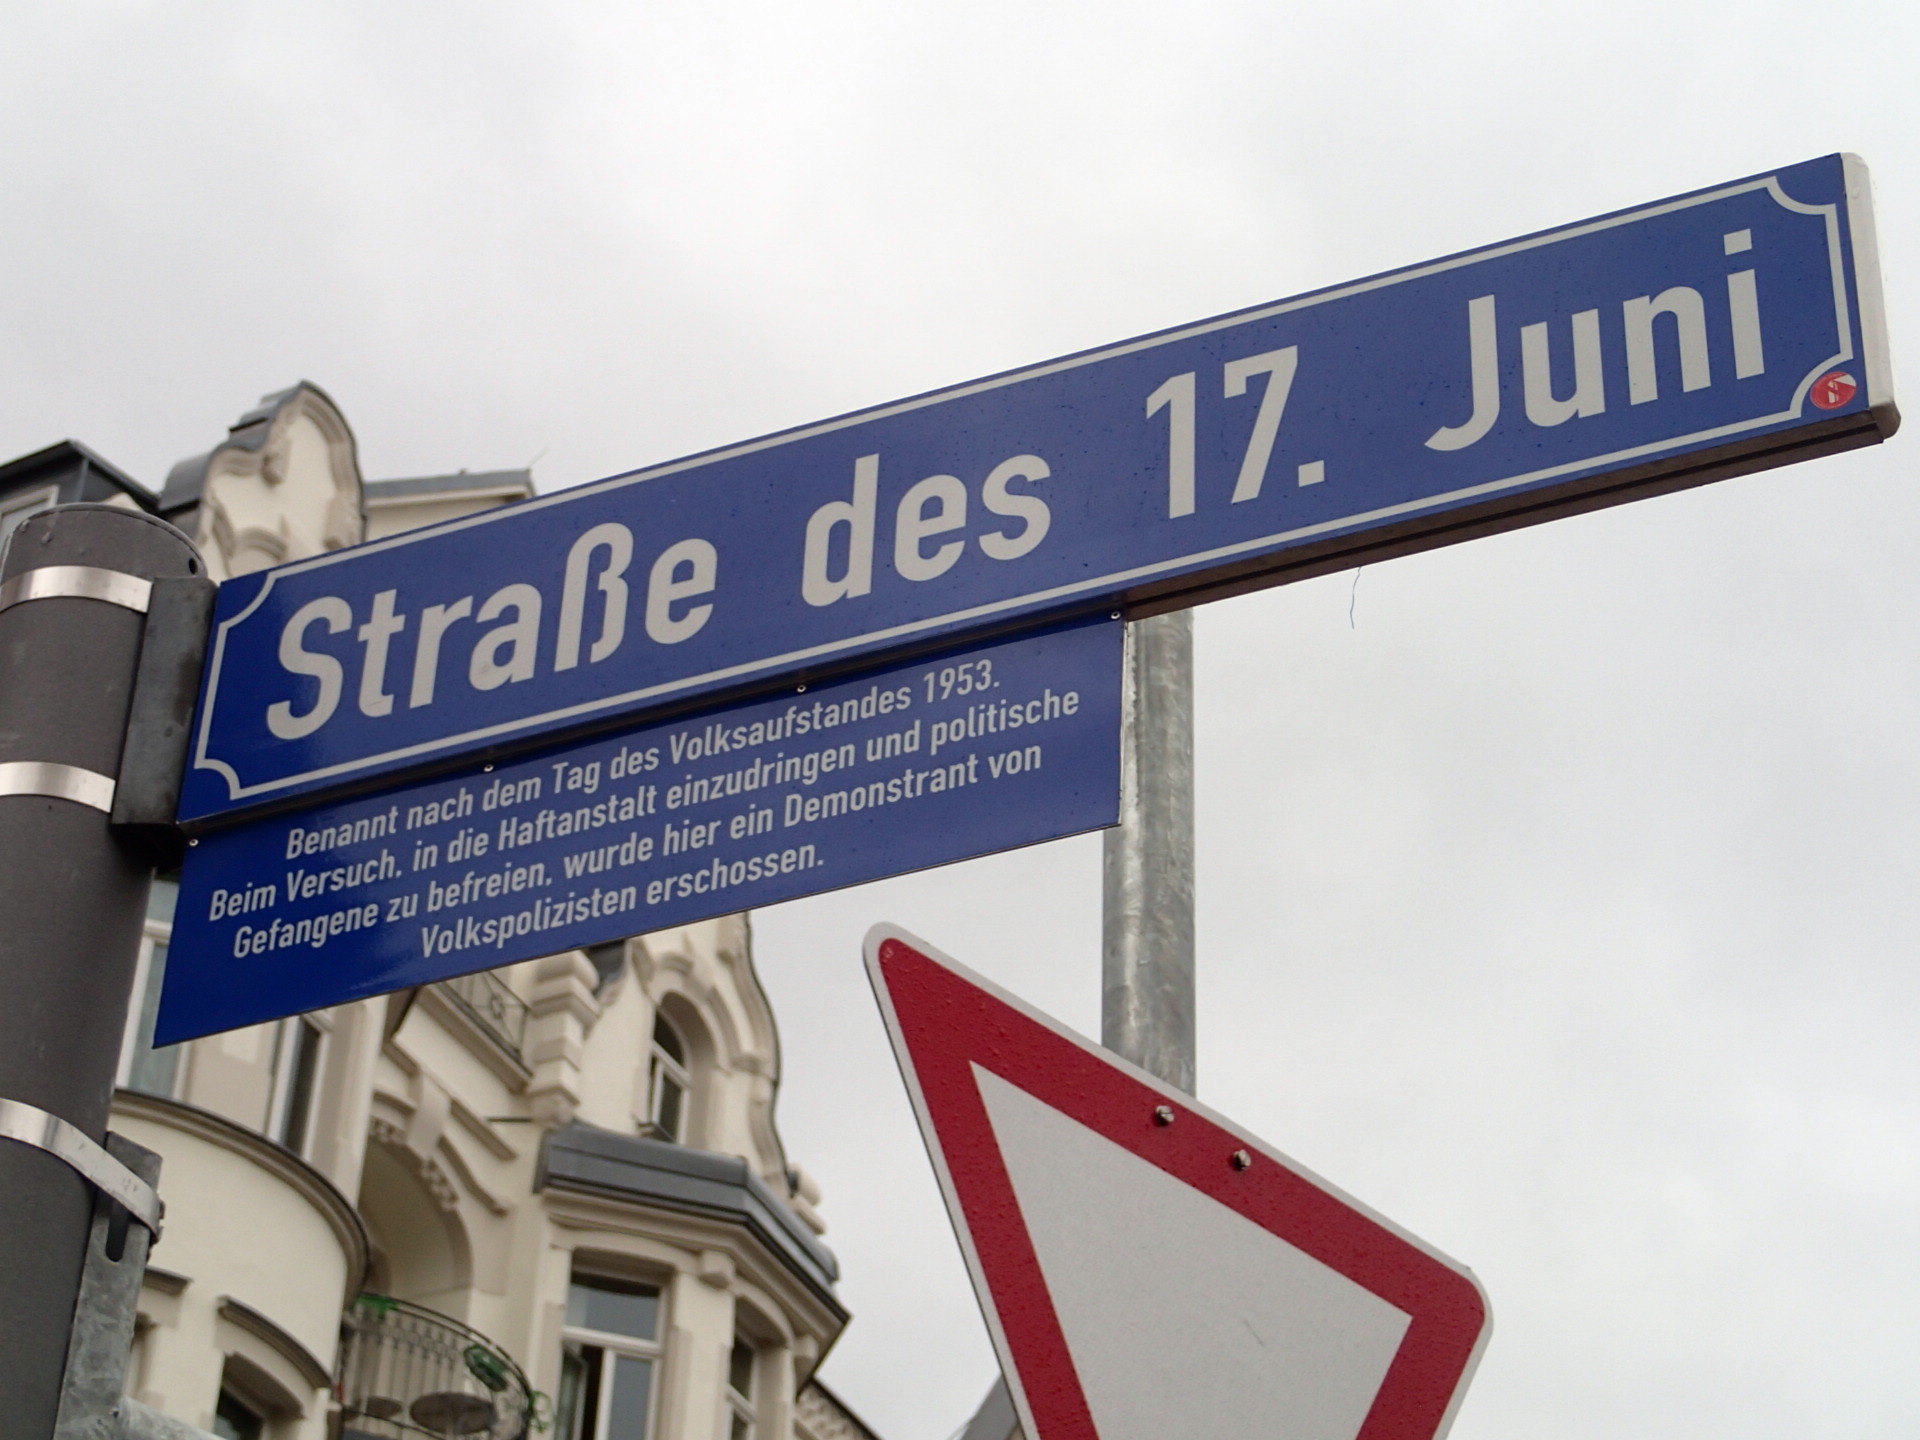 Straße des 17. Juni
Benannt nach dem Tag des Volksaufstandes 1953.
Beim Versuch, in die Haftanstalt einzudringen und politische
Gefangene zu befreien, wurde hier ein Demonstrant von
Volkspolizisten erschossen.